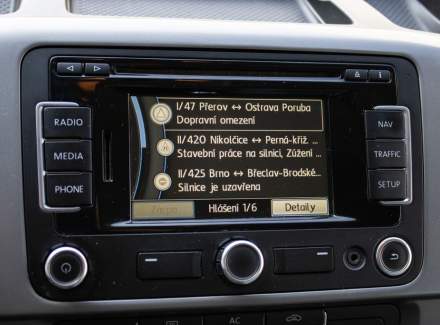 I/47 Přerov ↔ Ostrava Poruba
Dopravní omezení
II/420 Nikolčice ↔ Perná-křiž. ...
Stavební práce na silnici, Zúžení ...
II/425 Brno ↔ Břeclav-Brodské...
Silnice je uzavřena
Hlášení 1/6
Detaily
RADIO
MEDIA
PHONE
NAV
TRAFFIC
SETUP
AC